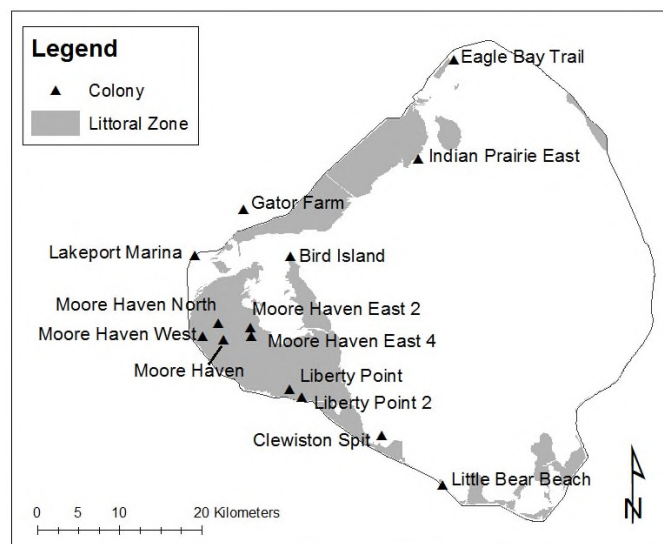 Legend
Colony
Littoral Zone
Eagle Bay Trail
Indian Prairie East
Gator Farm
Lakeport Marina
Bird Island
Moore Haven North
Moore Haven East 2
Moore Haven West
Moore Haven East 4
Moore Haven
Liberty Point
Liberty Point 2
Clewiston Spit
Little Bear Beach
N
0 5 10 20 Kilometers